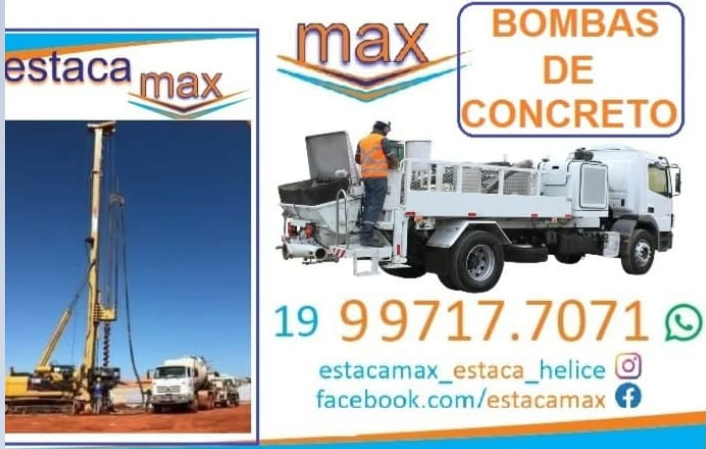 estaca
max
max
BOMBAS
DE
CONCRETO
19 99717.7071
estacamax_estaca_helice
facebook.com/estacamax